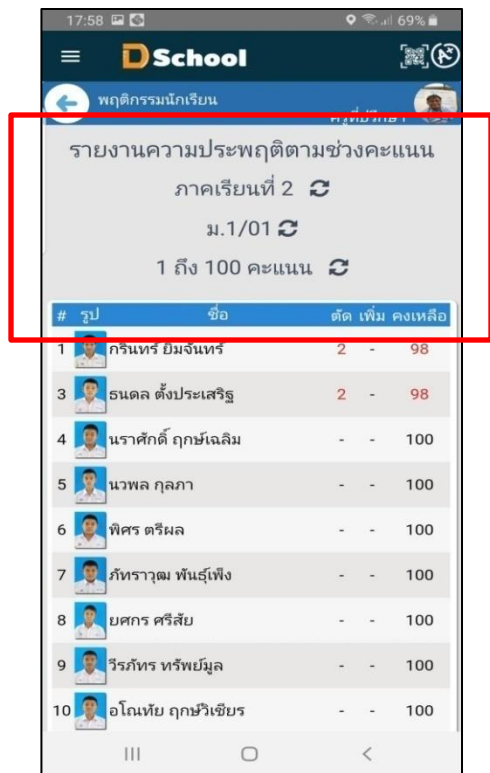 17:58 69%
DSchool
พฤติกรรมนักเรียน
ครูที่ปรึกษา
รายงานความประพฤติตามช่วงคะแนน
ภาคเรียนที่ 2
ม.1/01
1 ถึง 100 คะแนน
# รูป ชื่อ ตัด เพิ่ม คงเหลือ
1 กรินทร์ ยิ้มจันทร์ 2 - 98
3 ธนดล ตั้งประเสริฐ 2 - 98
4 นราศักดิ์ ฤกษ์เฉลิม - - 100
5 นวพล กุลภา - - 100
6 พิศร ตรีผล - - 100
7 ภัทราวุฒ พันธุ์เพ็ง - - 100
8 ยศกร ศรีสัย - - 100
9 วีรภัทร ทรัพย์มูล - - 100
10 อโณทัย ฤกษ์วิเชียร - - 100